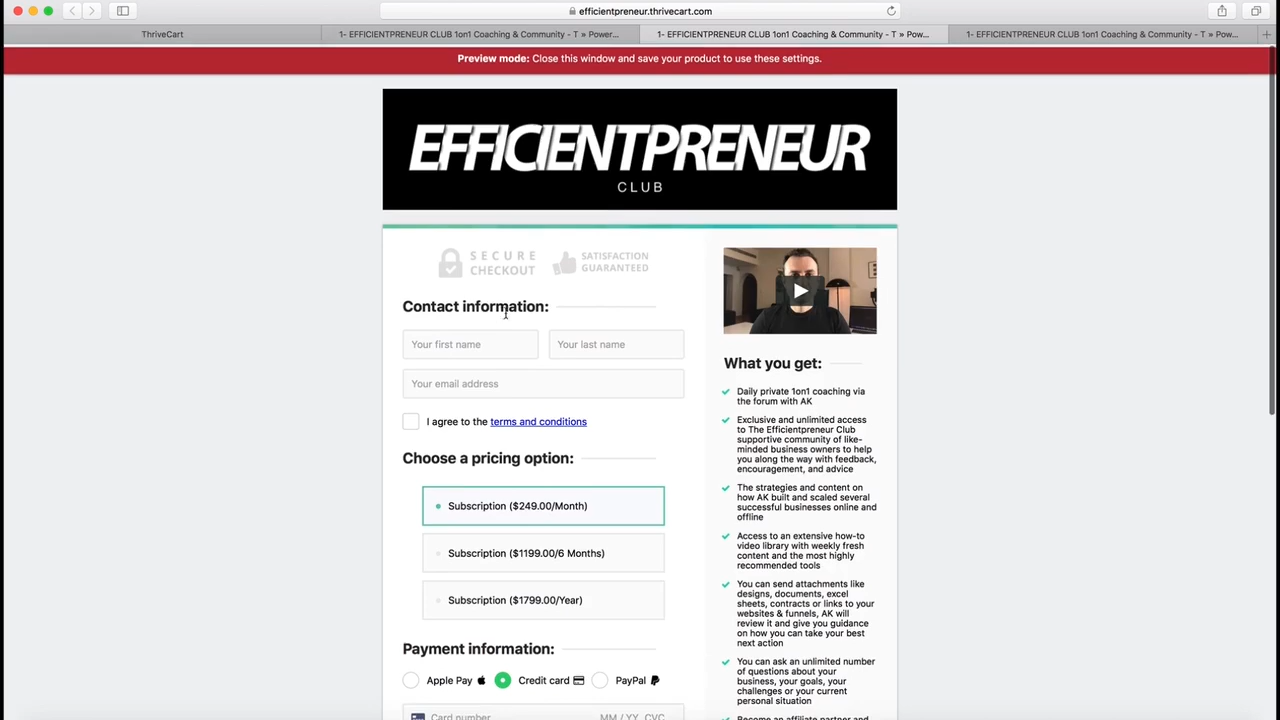 efficientpreneur.thrivecart.com
ThriveCart
1- EFFICIENTPRENEUR CLUB 1on1 Coaching & Community - T » Power...
1- EFFICIENTPRENEUR CLUB 1on1 Coaching & Community - T » Pow...
1- EFFICIENTPRENEUR CLUB 1on1 Coaching & Community - T » Pow...
Preview mode: Close this window and save your product to use these settings.
EFFICIENTPRENEUR
CLUB
SECURE
CHECKOUT
SATISFACTION
GUARANTEED
Contact information:
Your first name
Your last name
Your email address
I agree to the terms and conditions
Choose a pricing option:
Subscription ($249.00/Month)
Subscription ($1199.00/6 Months)
Subscription ($1799.00/Year)
Payment information:
Apple Pay
Credit card
PayPal
Card number
MM / YY CVC
What you get:
Daily private 1on1 coaching via
the forum with AK
Exclusive and unlimited access
to The Efficientpreneur Club
supportive community of like-
minded business owners to help
you along the way with feedback,
encouragement, and advice
The strategies and content on
how AK built and scaled several
successful businesses online and
offline
Access to an extensive how-to
video library with weekly fresh
content and the most highly
recommended tools
You can send attachments like
designs, documents, excel
sheets, contracts or links to your
websites & funnels, AK will
review it and give you guidance
on how you can take your best
next action
You can ask an unlimited number
of questions about your
business, your goals, your
challenges or your current
personal situation
Become an affiliate partner and